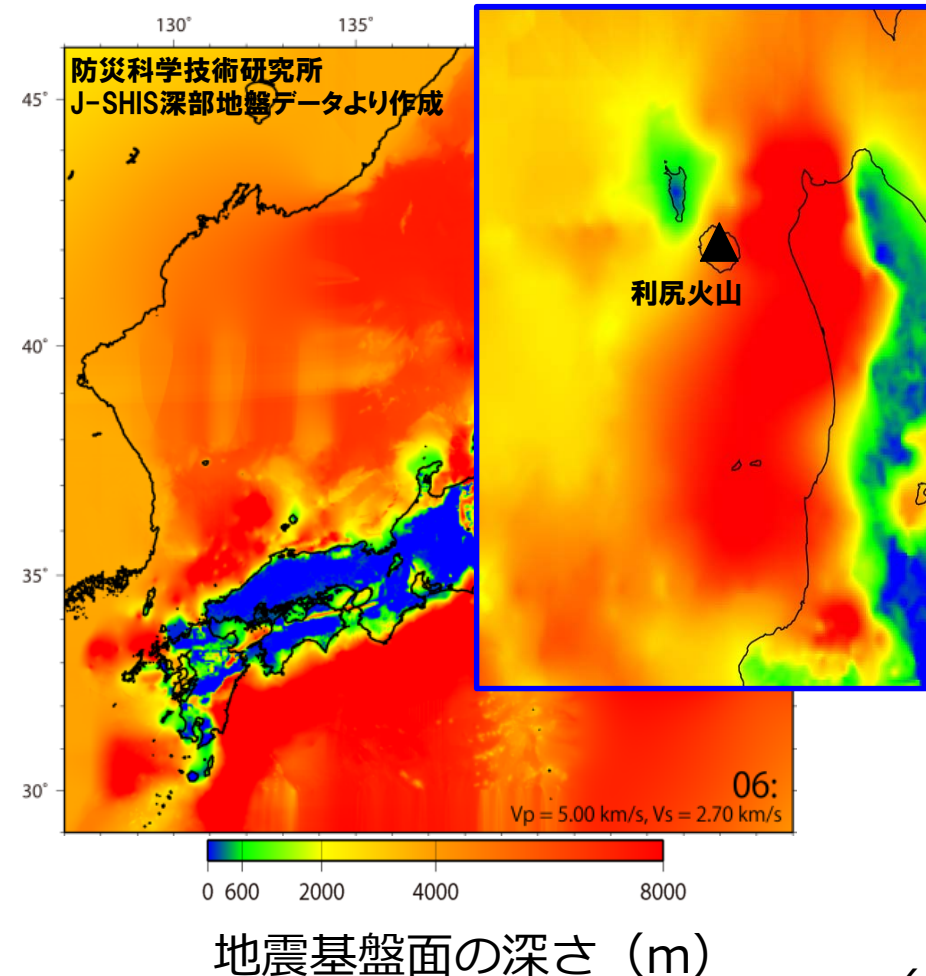 130°
135°
防災科学技術研究所
J-SHIS深部地盤データより作成
45°
40°
35°
30°
利尻火山
06:
Vp = 5.00 km/s, Vs = 2.70 km/s
0 600 2000 4000 8000
地震基盤面の深さ（m）